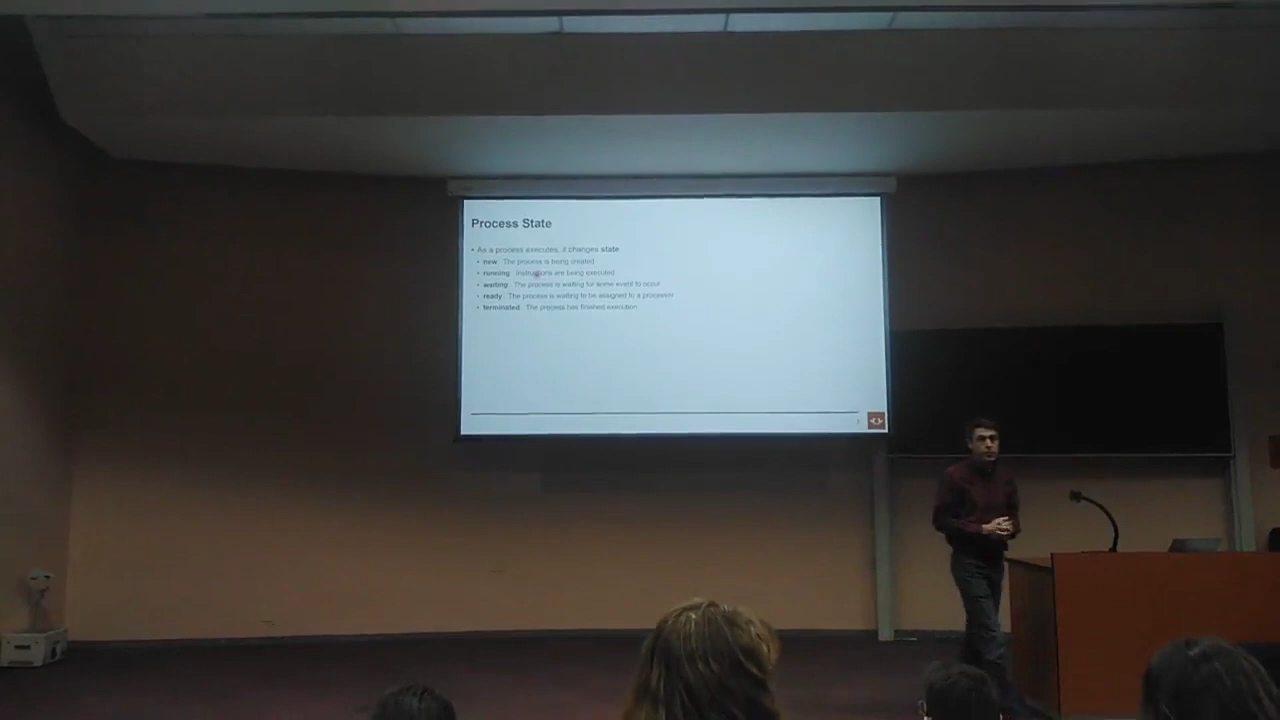 Process State
• As a process executes, it changes state
• new The process is being created
• running Instructions are being executed
• waiting The process is waiting for some event to occur
• ready The process is waiting to be assigned to a processor
• terminated The process has finished execution